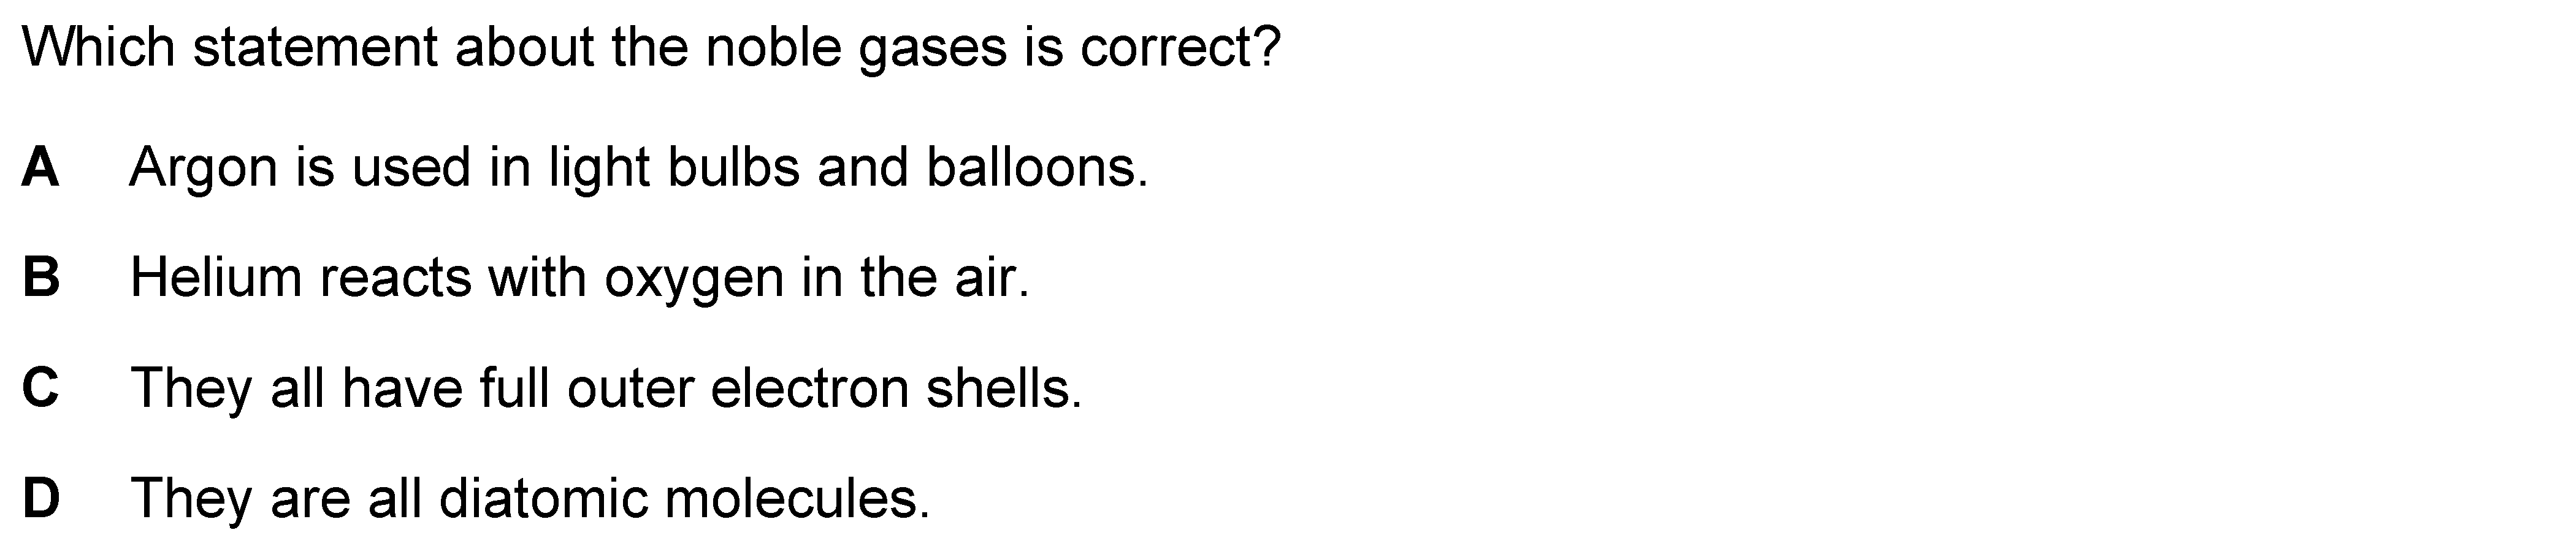 Which statement about the noble gases is correct?
A Argon is used in light bulbs and balloons.
B Helium reacts with oxygen in the air.
C They all have full outer electron shells.
D They are all diatomic molecules.